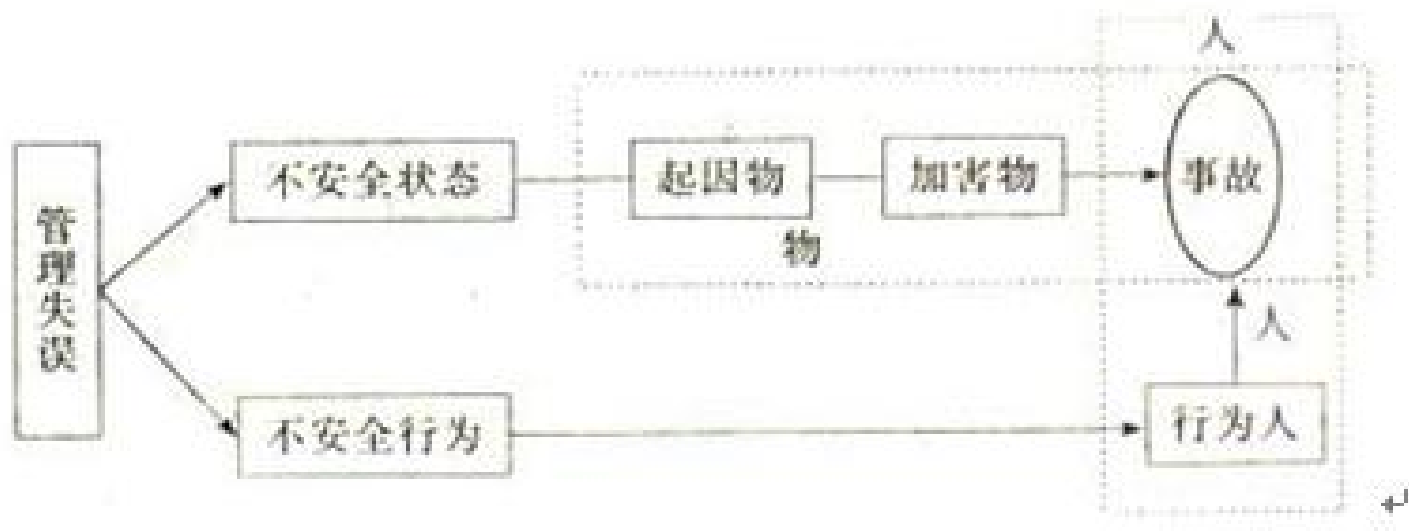 人
管理失误
不安全状态
起因物
加害物
事故
物
人
不安全行为
行为人